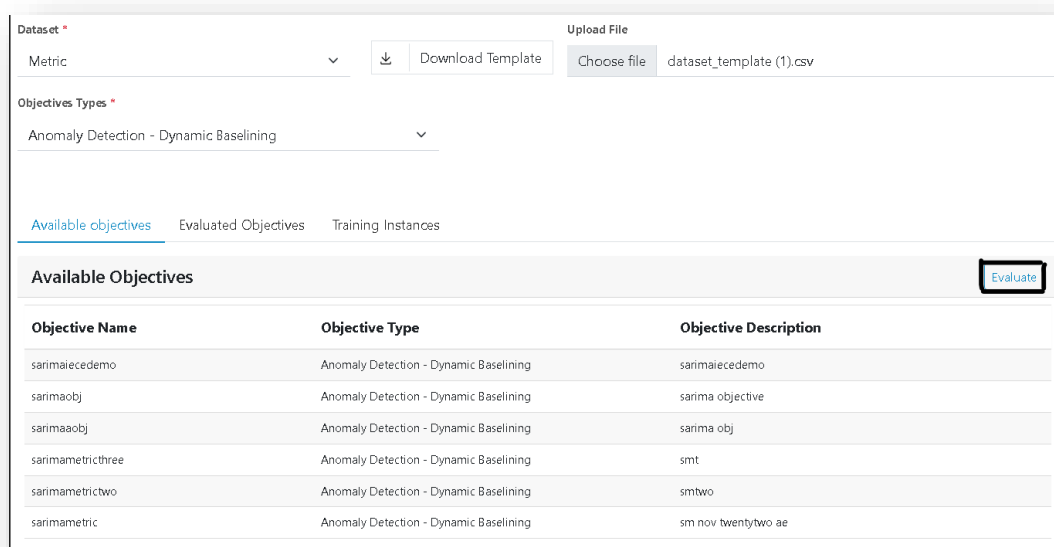 Dataset *
Upload File
Metric
Download Template
Choose file dataset_template (1).csv
Objectives Types *
Anomaly Detection - Dynamic Baselining
Available objectives Evaluated Objectives Training Instances
Available Objectives
Evaluate
Objective Name Objective Type Objective Description
sarimaiecedemo Anomaly Detection - Dynamic Baselining sarimaiecedemo
sarimaobj Anomaly Detection - Dynamic Baselining sarima objective
sarimaaobj Anomaly Detection - Dynamic Baselining sarima obj
sarimametricthree Anomaly Detection - Dynamic Baselining smt
sarimametrictwo Anomaly Detection - Dynamic Baselining smtwo
sarimametric Anomaly Detection - Dynamic Baselining sm nov twentytwo ae